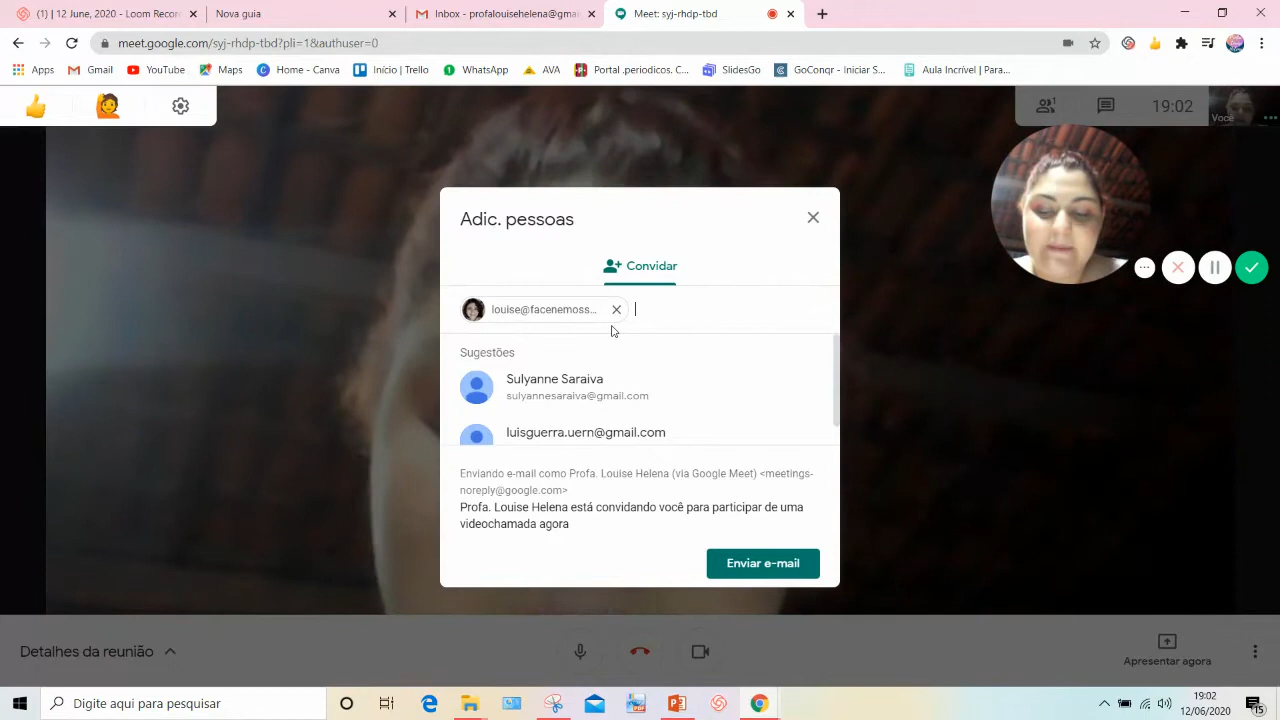 (1) | 12 June, 2020 - Loom Recor
Nova guia
Inbox - profalouisehelena@gma
Meet: syj-rhdp-tbd
meet.google.com/syj-rhdp-tbd?pli=1&authuser=0
Apps
Gmail
YouTube
Maps
Home - Canva
Início | Trello
WhatsApp
AVA
Portal .periodicos. C...
SlidesGo
GoConqr - Iniciar S...
Aula Incrível | Para...
1
19:02
Você
Adic. pessoas
Convidar
louise@facenemoss...
Sugestões
Sulyanne Saraiva
sulyannesaraiva@gmail.com
luisguerra.uern@gmail.com
Enviando e-mail como Profa. Louise Helena (via Google Meet) <meetings-
noreply@google.com>
Profa. Louise Helena está convidando você para participar de uma
videochamada agora
Enviar e-mail
Detalhes da reunião
Apresentar agora
Digite aqui para pesquisar
19:02
12/06/2020
15